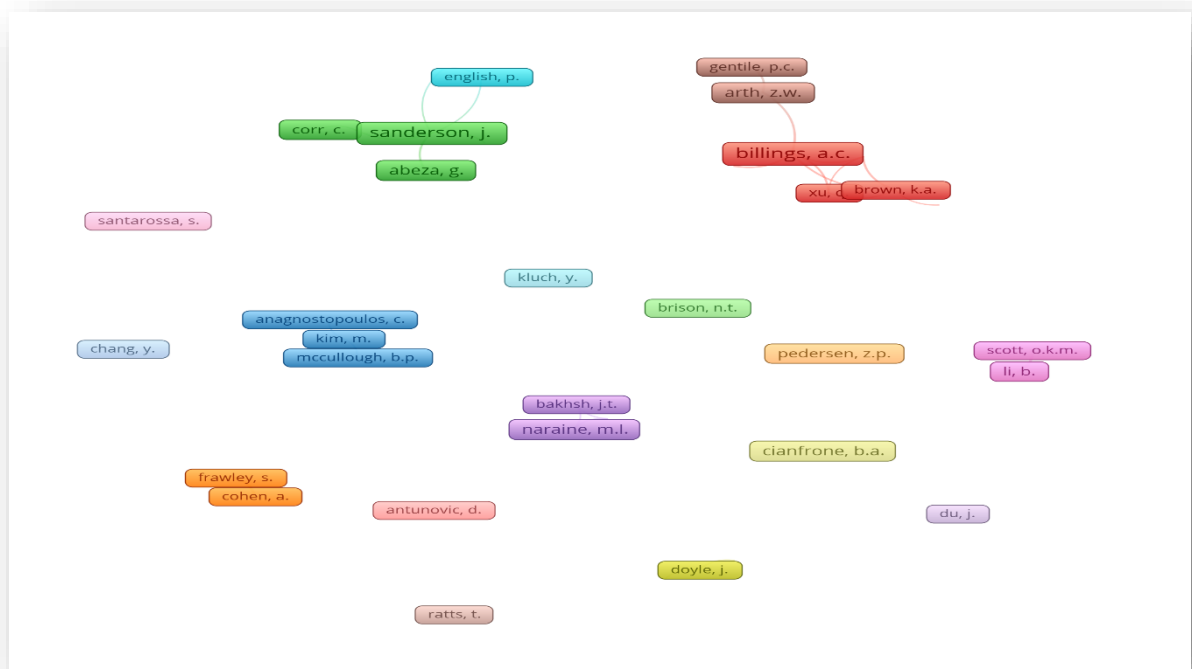 gentile, p.c.
english, p.
arth, z.w.
corr, c.
sanderson, j.
billings, a.c.
abeza, g.
xu,
brown, k.a.
santarossa, s.
kluch, y.
brison, n.t.
anagnostopoulos, c.
kim, m.
chang, y.
mccullough, b.p.
pedersen, z.p.
scott, o.k.m.
li, b.
bakhsh, j.t.
naraine, m.l.
cianfrone, b.a.
frawley, s.
cohen, a.
antunovic, d.
du, j.
doyle, j.
ratts, t.